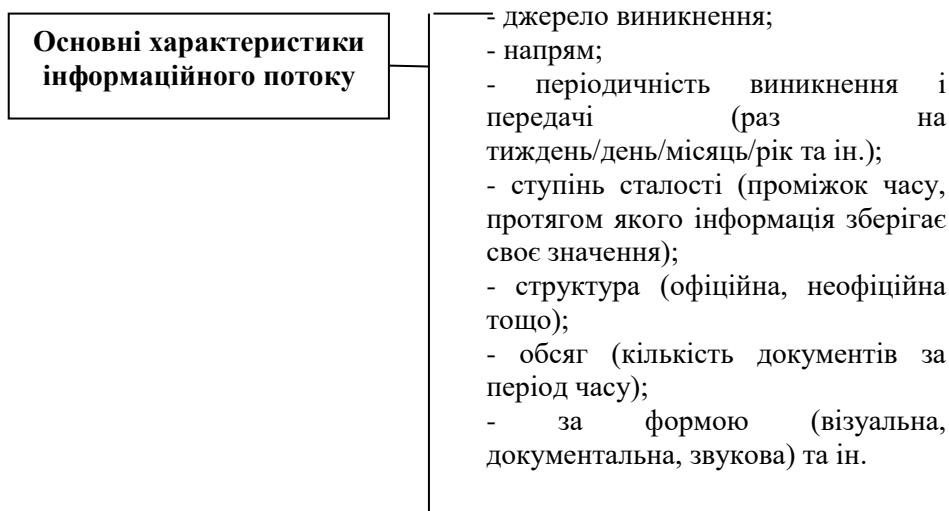 Основні характеристики
інформаційного потоку
- джерело виникнення;
- напрям;
- періодичність виникнення і
передачі (раз на
тиждень/день/місяць/рік та ін.);
- ступінь сталості (проміжок часу,
протягом якого інформація зберігає
своє значення);
- структура (офіційна, неофіційна
тощо);
- обсяг (кількість документів за
період часу);
- за формою (візуальна,
документальна, звукова) та ін.